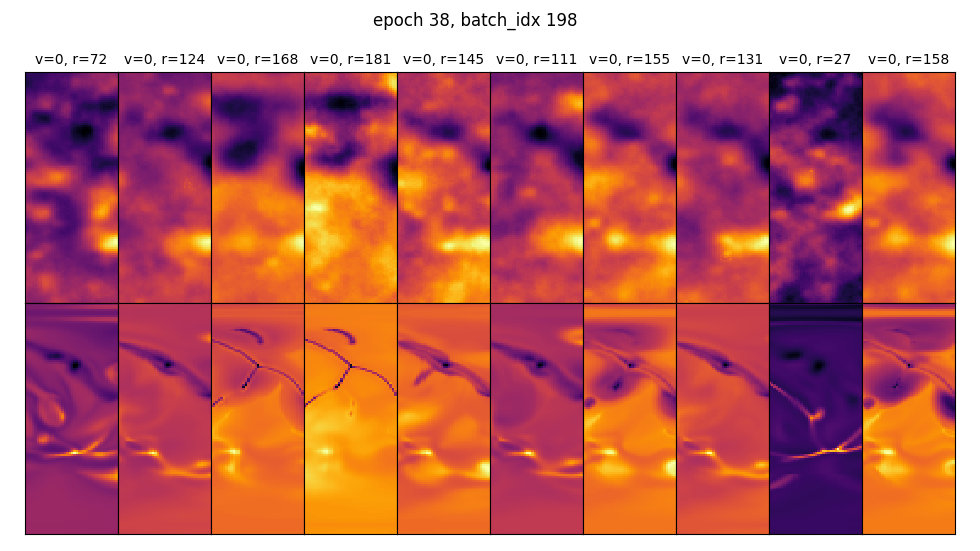 epoch 38, batch_idx 198
v=0, r=72 v=0, r=124 v=0, r=168 v=0, r=181 v=0, r=145 v=0, r=111 v=0, r=155 v=0, r=131 v=0, r=27 v=0, r=158